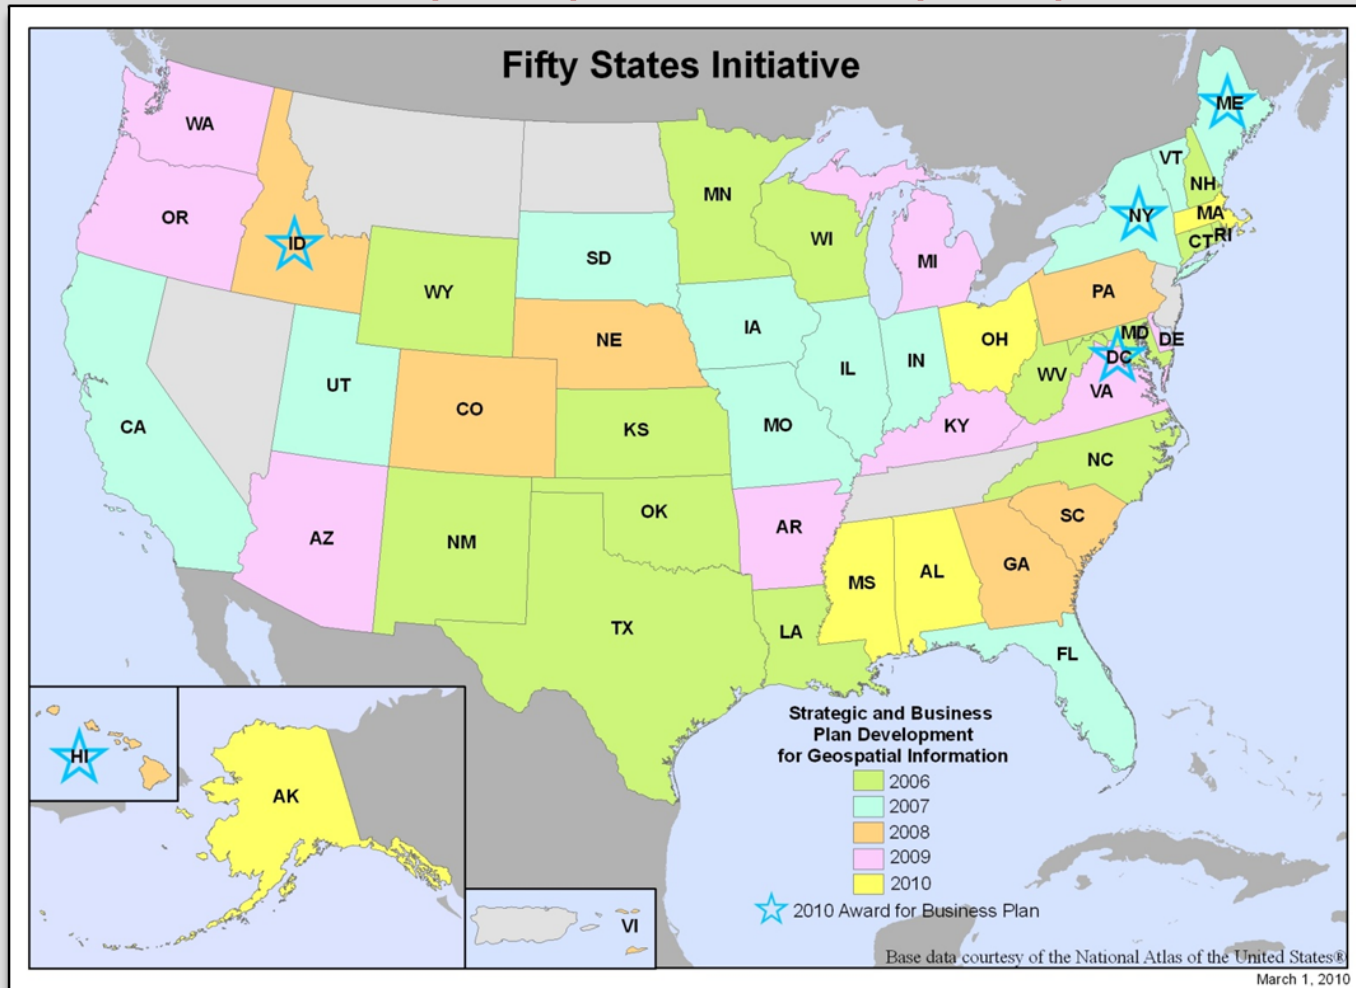 Fifty States Initiative
WA
OR
ID
MN
WI
MI
ME
VT
NH
NY
MA
CT
RI
SD
WY
IA
NE
PA
OH
MD
DE
DC
IL
IN
WV
VA
UT
CO
CA
KS
MO
KY
NC
AZ
NM
OK
AR
SC
MS
AL
GA
TX
LA
FL
HI
AK
VI
Strategic and Business
Plan Development
for Geospatial Information
2006
2007
2008
2009
2010
2010 Award for Business Plan
Base data courtesy of the National Atlas of the United States®
March 1, 2010